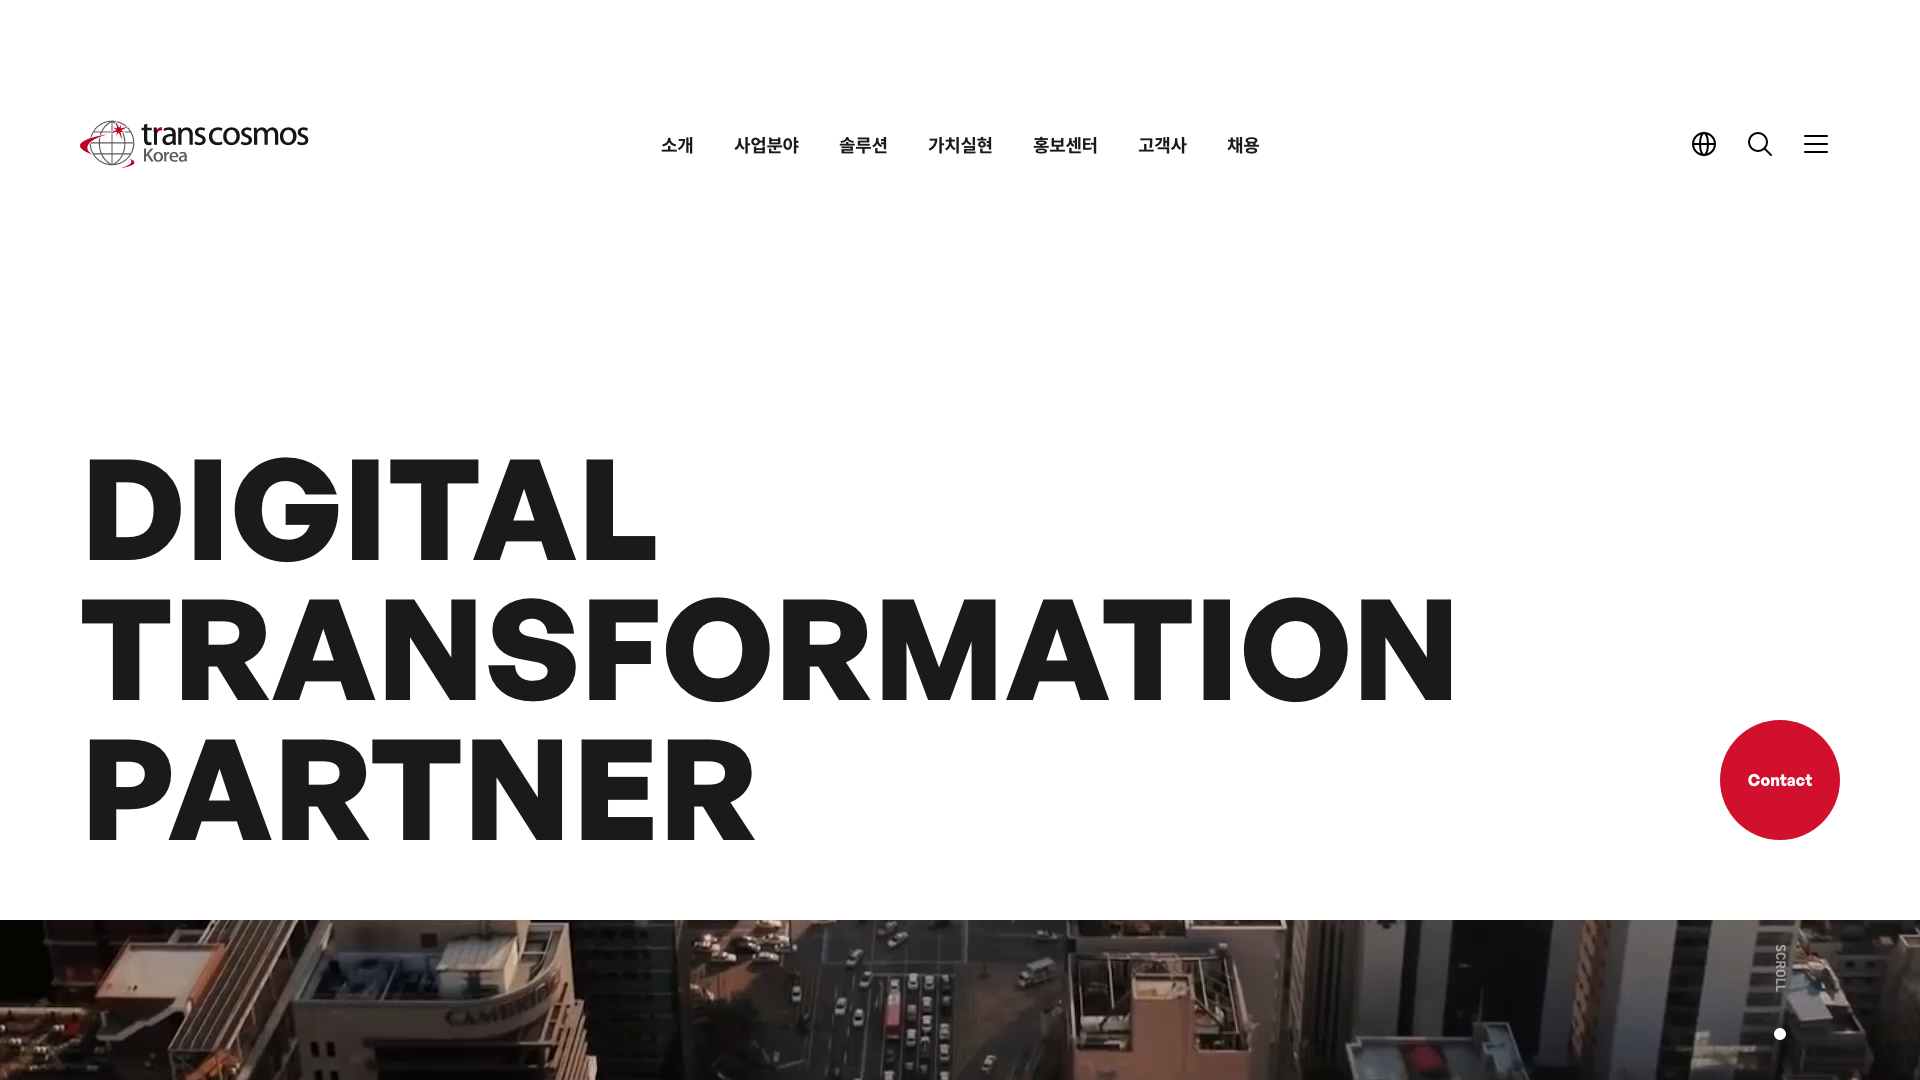 transcosmos
Korea
소개
사업분야
솔루션
가치실현
홍보센터
고객사
채용
DIGITAL
TRANSFORMATION
PARTNER
Contact
SCROLL
CAMBRIDGE